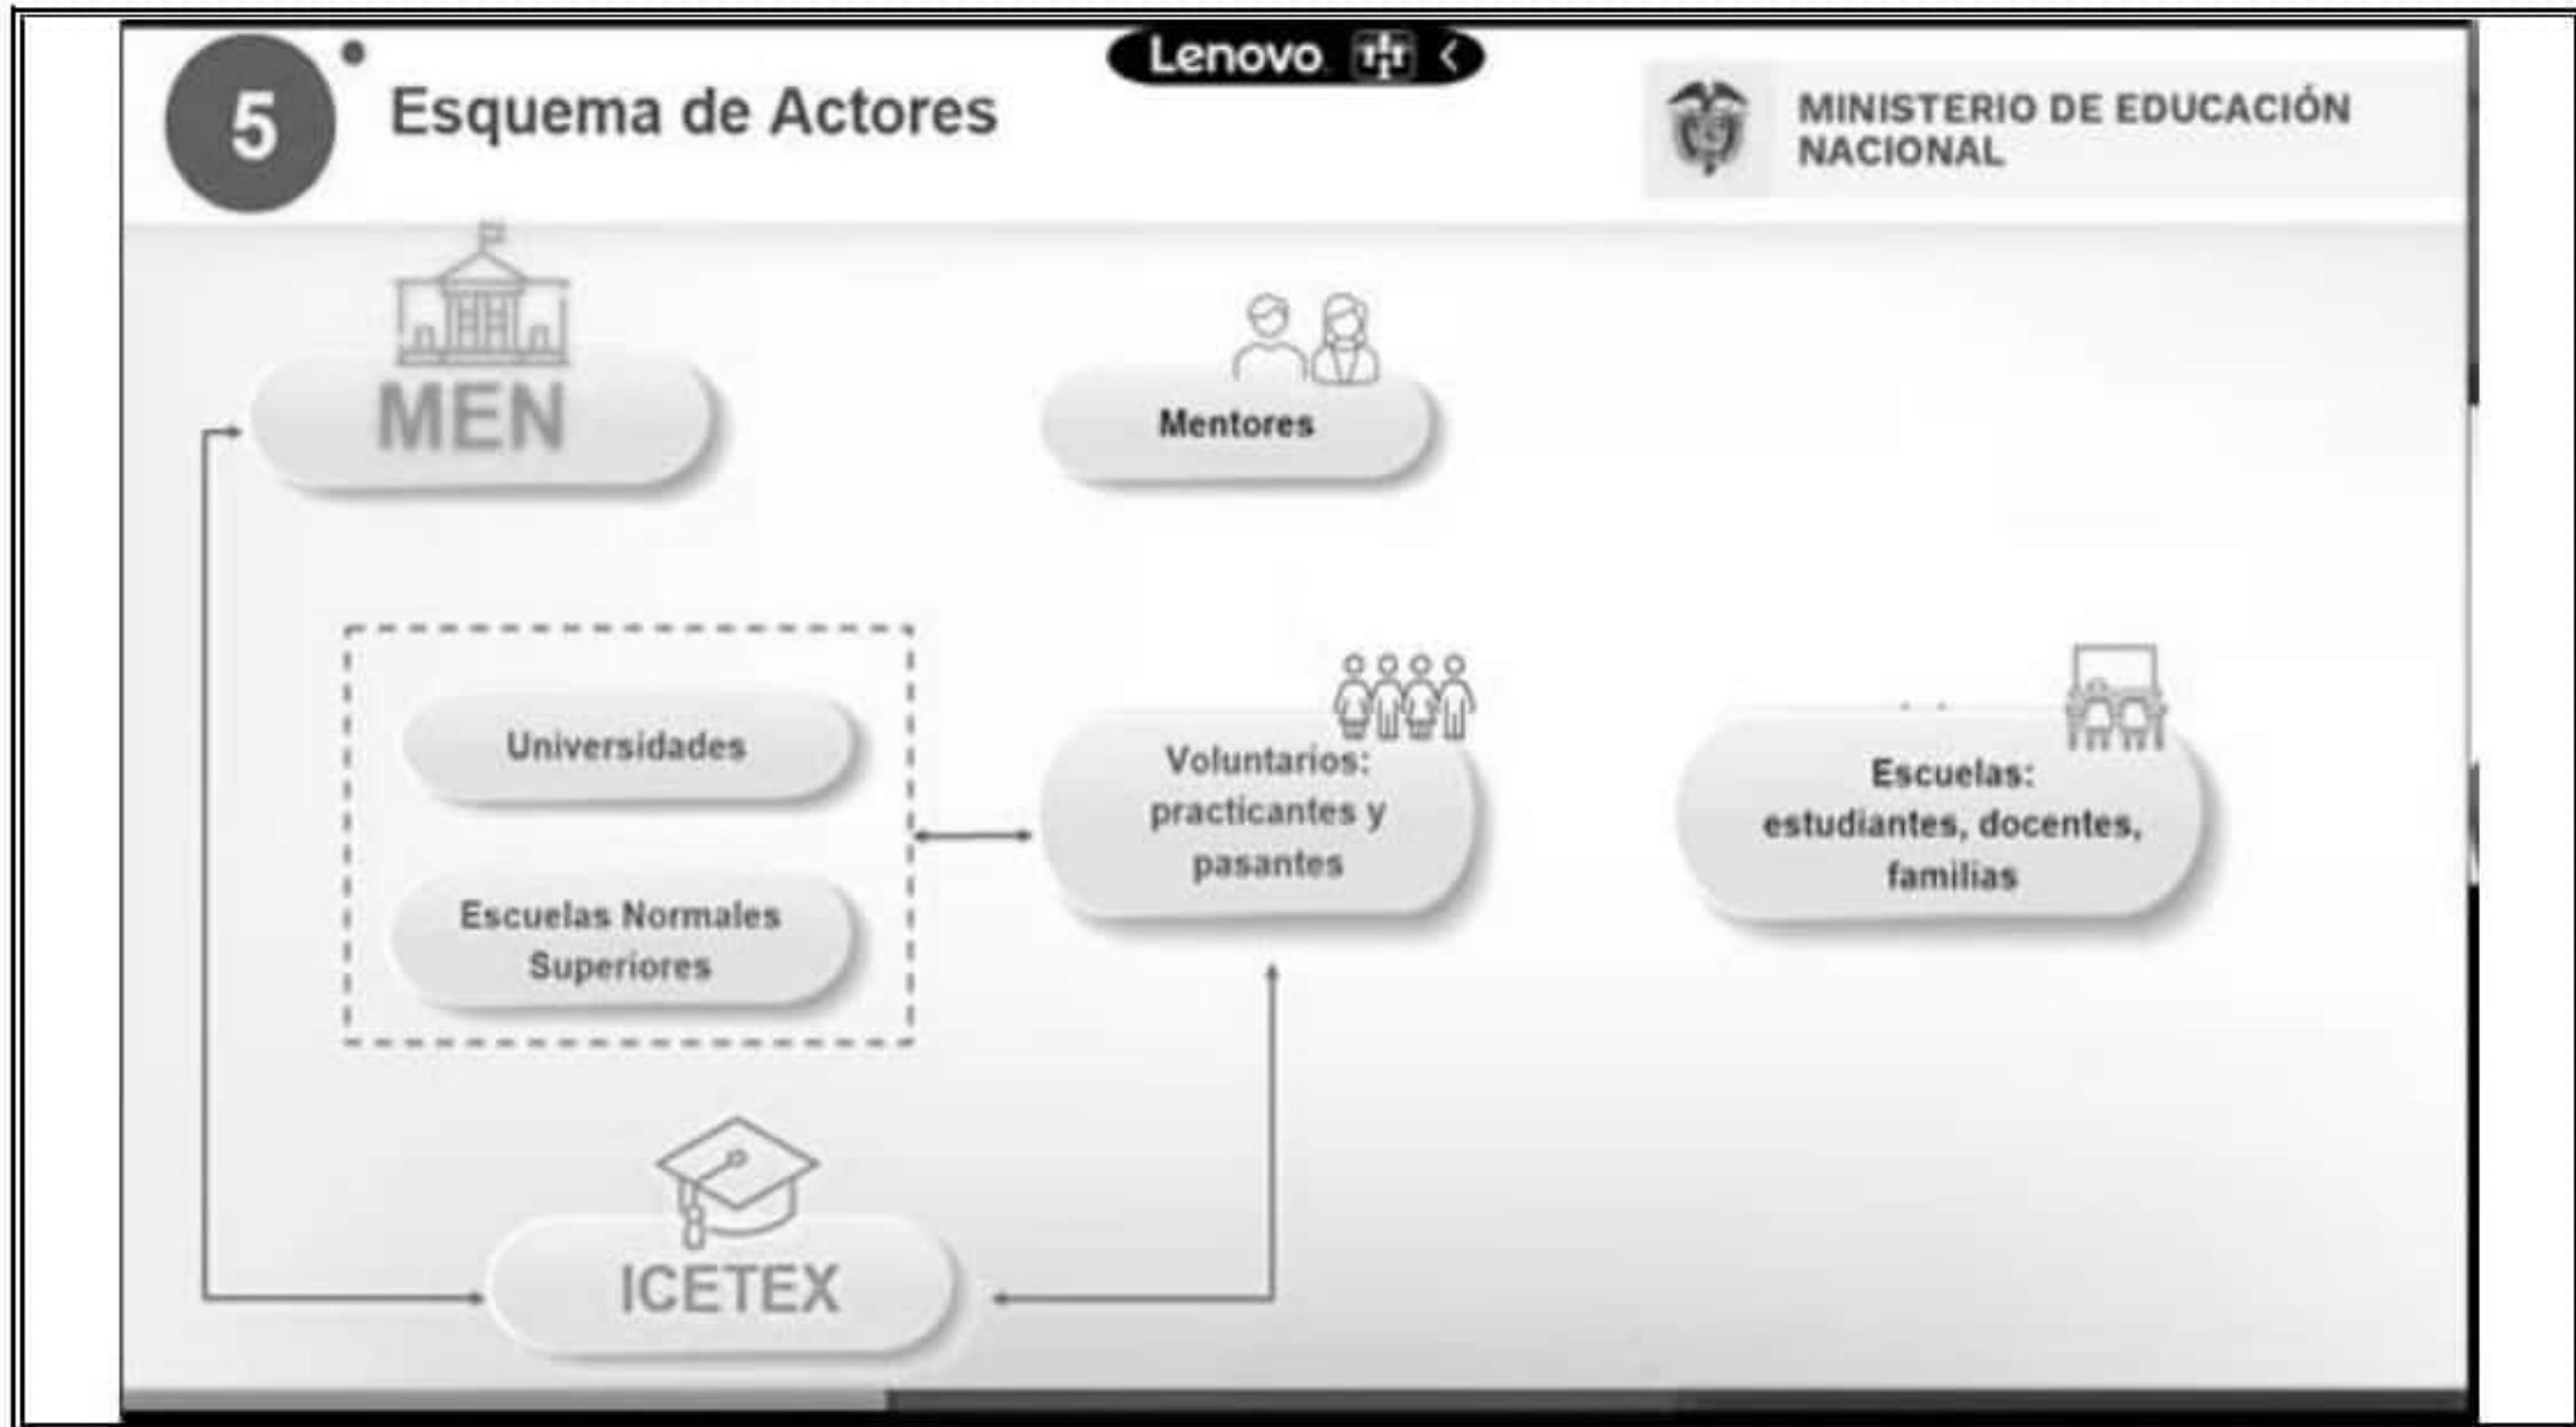 5
Esquema de Actores
Lenovo
MINISTERIO DE EDUCACIÓN
NACIONAL
MEN
Mentores
Universidades
Escuelas Normales
Superiores
Voluntarios:
practicantes y
pasantes
Escuelas:
estudiantes, docentes,
familias
ICETEX